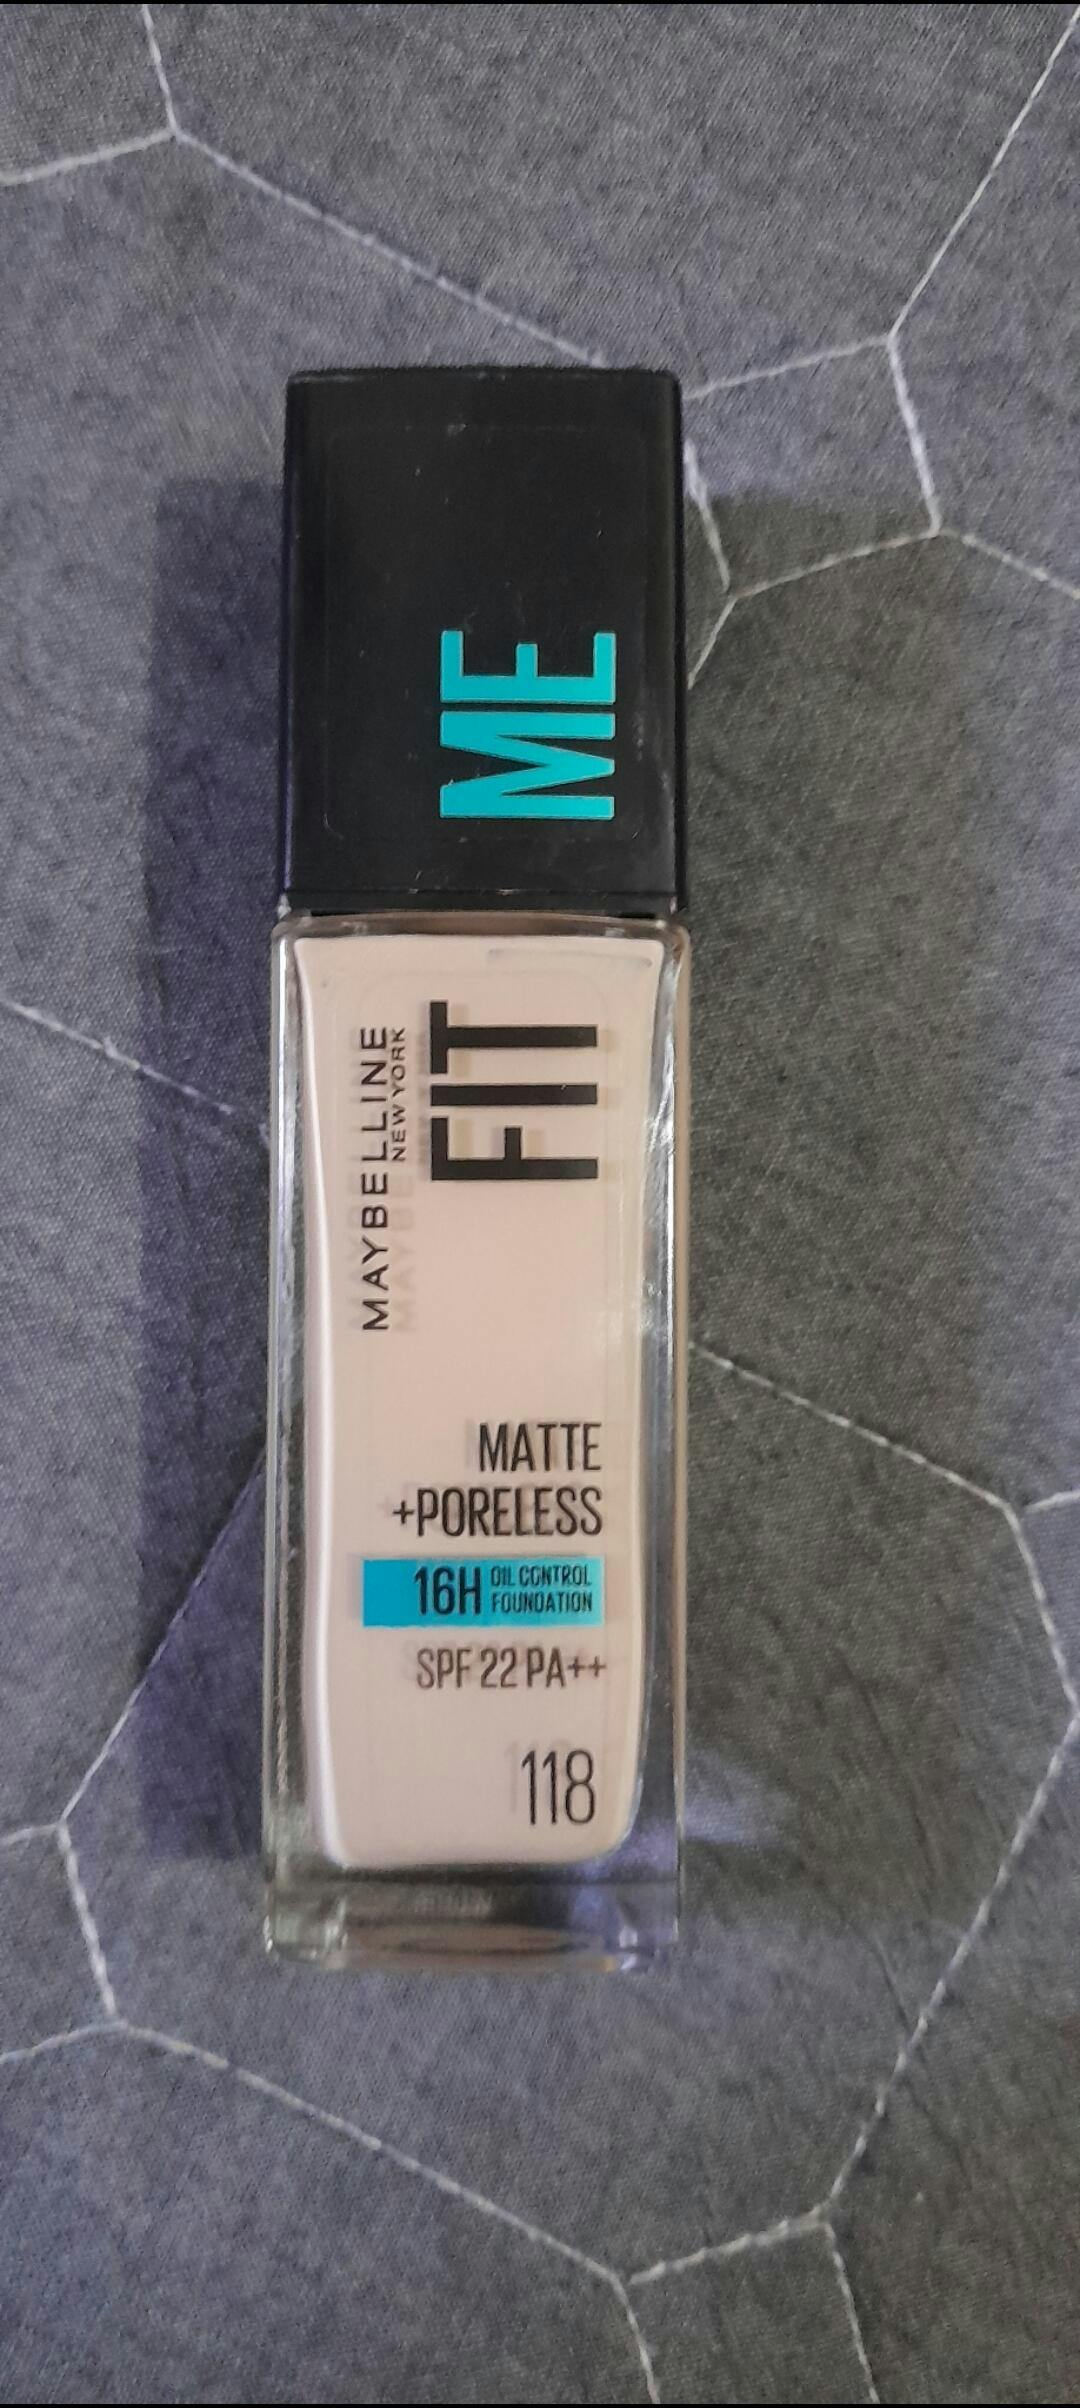 MAYBELLINE
NEW YORK
FIT
ME
MATTE
+PORELESS
16H OIL CONTROL
FOUNDATION
SPF 22 PA++
118